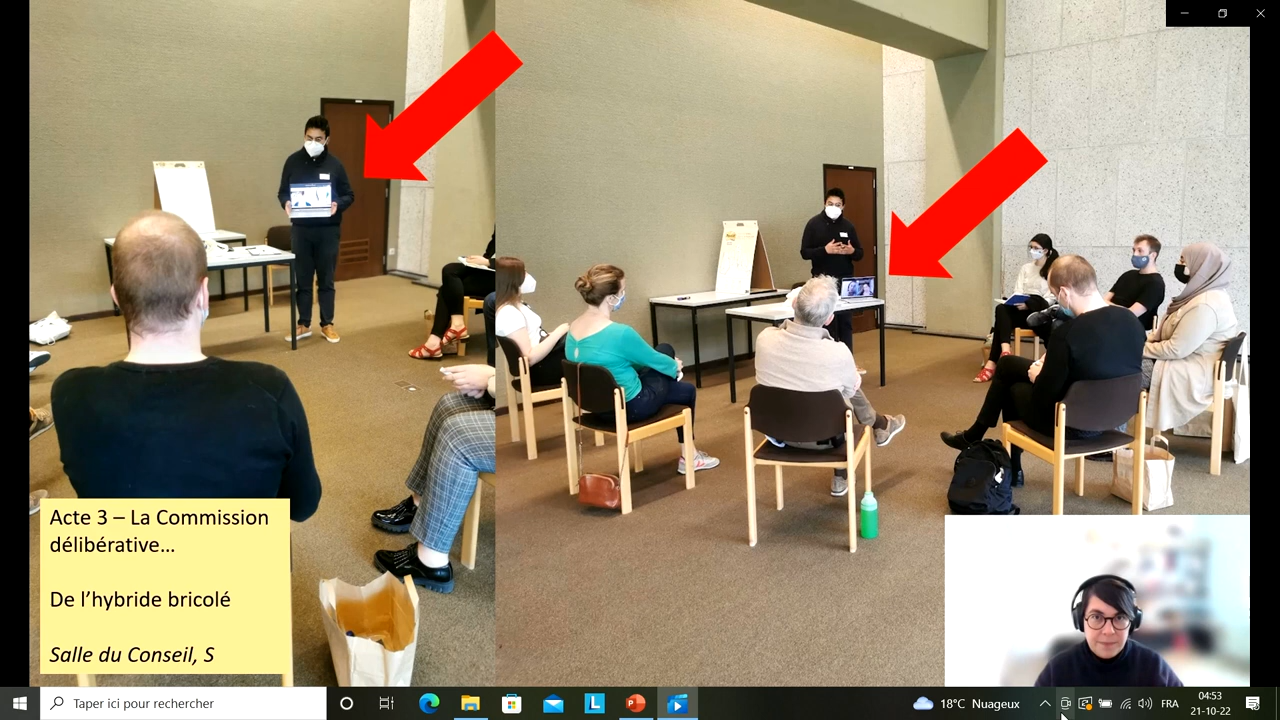 Acte 3 – La Commission
délibérative...
De l'hybride bricolé
Salle du Conseil, S
Taper ici pour rechercher
18°C Nuageux
FRA
04:53
21-10-22